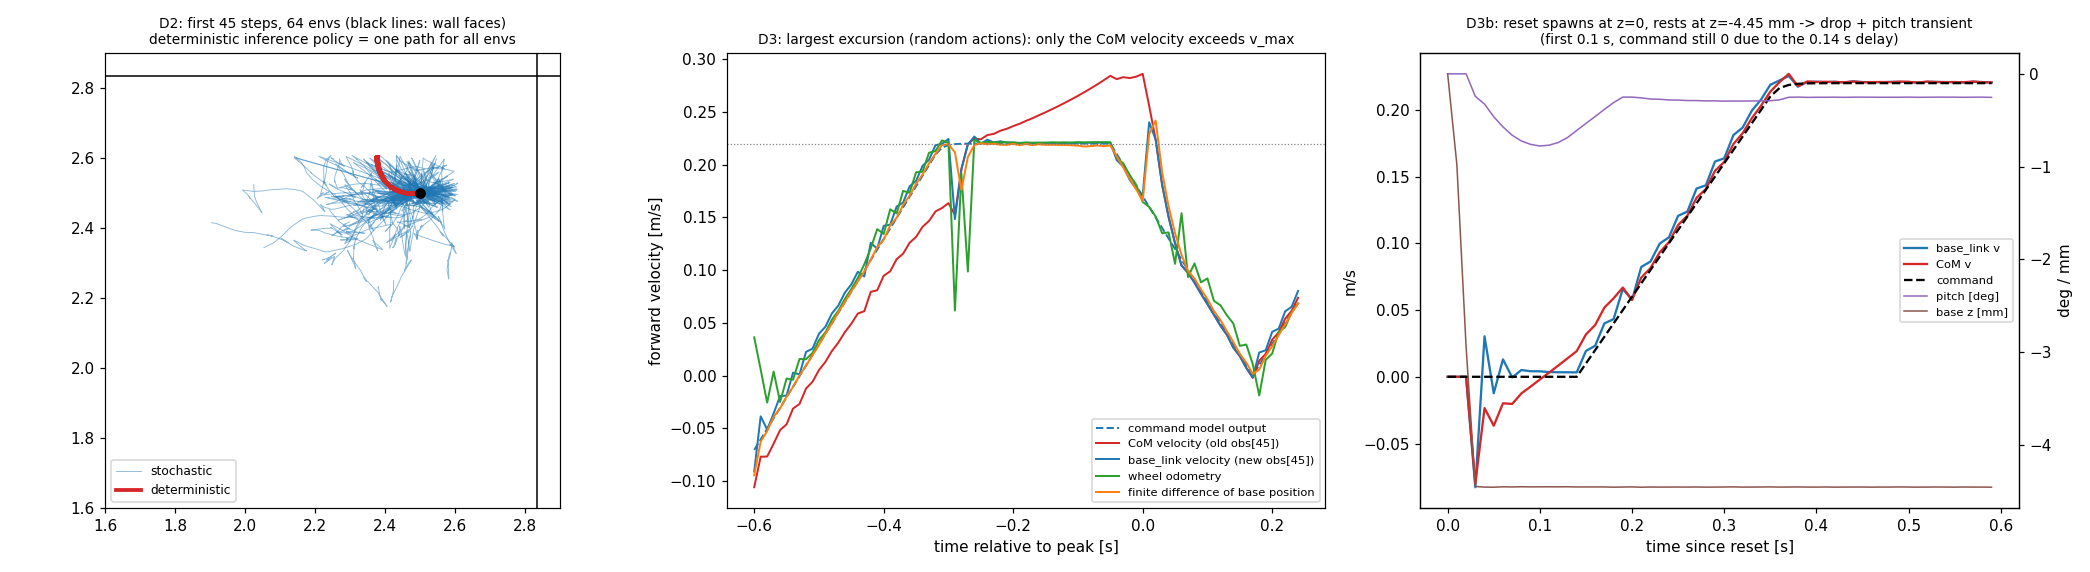 D2: first 45 steps, 64 envs (black lines: wall faces)
deterministic inference policy = one path for all envs
2.8
2.6
2.4
2.2
2.0
1.8
1.6
1.6
1.8
2.0
2.2
2.4
2.6
2.8
stochastic
deterministic
D3: largest excursion (random actions): only the CoM velocity exceeds v_max
forward velocity [m/s]
0.30
0.25
0.20
0.15
0.10
0.05
0.00
−0.05
−0.10
−0.6
−0.4
−0.2
0.0
0.2
time relative to peak [s]
command model output
CoM velocity (old obs[45])
base_link velocity (new obs[45])
wheel odometry
finite difference of base position
D3b: reset spawns at z=0, rests at z=-4.45 mm -> drop + pitch transient
(first 0.1 s, command still 0 due to the 0.14 s delay)
m/s
0.20
0.15
0.10
0.05
0.00
−0.05
0.0
0.1
0.2
0.3
0.4
0.5
0.6
time since reset [s]
base_link v
CoM v
command
pitch [deg]
base z [mm]
0
−1
−2
−3
−4
deg / mm